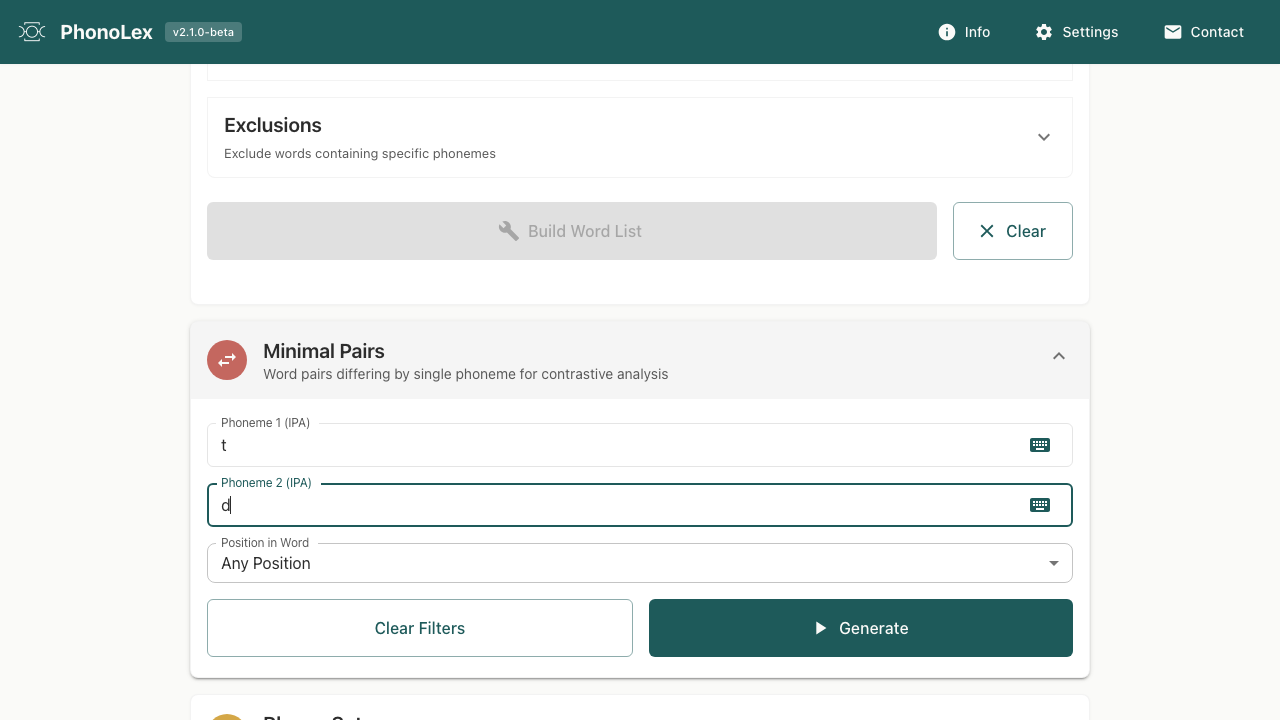 PhonoLex v2.1.0-beta Info Settings Contact
Exclusions
Exclude words containing specific phonemes
Build Word List Clear
Minimal Pairs
Word pairs differing by single phoneme for contrastive analysis
Phoneme 1 (IPA)
t
Phoneme 2 (IPA)
d
Position in Word
Any Position
Clear Filters Generate